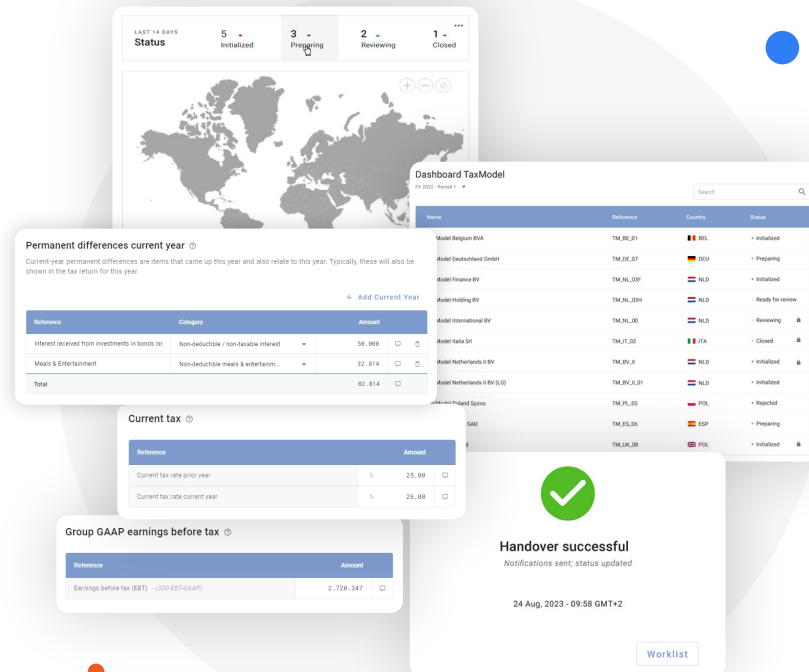 LAST 14 DAYS
Status
5 Initialized
3 Preparing
2 Reviewing
1 Closed
Dashboard TaxModel
FY 2022 - Period 1
Search
Name Reference Country Status
Model Belgium BVA TM_BE_01 BEL Initialized
Model Deutschland GmbH TM_DE_07 DEU Preparing
Model Finance BV TM_NL_03F NLD Initialized
Model Holding BV TM_NL_03H NLD Ready for review
Model International BV TM_NL_00 NLD Reviewing
Model Italia Srl TM_IT_02 ITA Closed
Model Netherlands II BV TM_BV_II NLD Initialized
Model Netherlands II BV (LG) TM_BV_II_01 NLD Initialized
Model Poland Spzoo TM_PL_05 POL Rejected
SAU TM_ES_06 ESP Preparing
TM_UK_08 POL Initialized
Permanent differences current year
Current-year permanent differences are items that came up this year and also relate to this year. Typically, these will also be
shown in the tax return for this year.
+ Add Current Year
Reference Category Amount
Interest received from investments in bonds iss Non-deductible / non-taxable interest 50.000
Meals & Entertainment Non-deductible meals & entertainm... 32.814
Total 82.814
Current tax
Reference Amount
Current tax rate prior year % 25,00
Current tax rate current year % 26,00
Group GAAP earnings before tax
Reference Amount
Earnings before tax (EBT) - (300-EBT-GAAP) 2.720.347
Handover successful
Notifications sent; status updated
24 Aug, 2023 - 09:58 GMT+2
Worklist